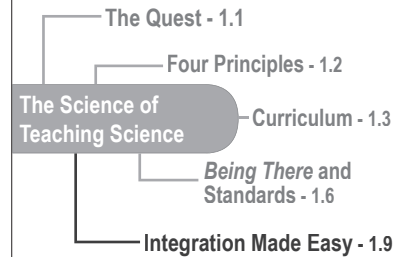 The Quest - 1.1
Four Principles - 1.2
The Science of
Teaching Science
Curriculum - 1.3
Being There and
Standards - 1.6
Integration Made Easy - 1.9